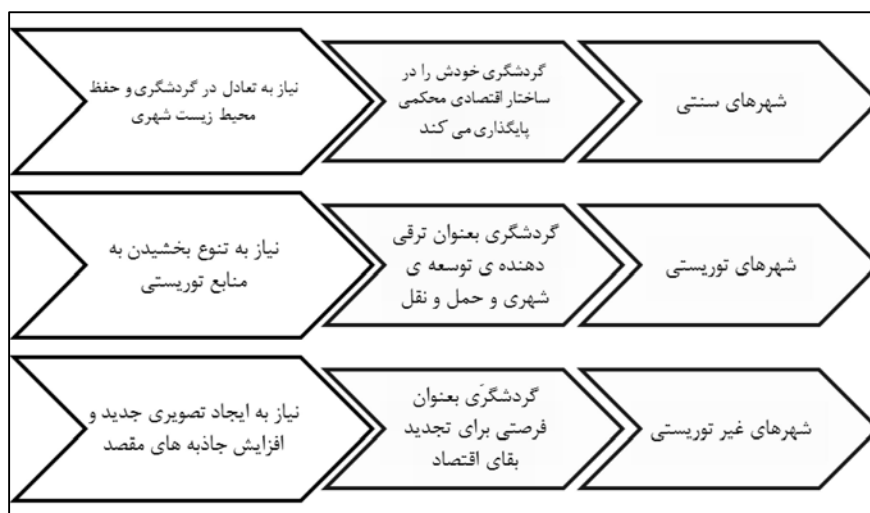 شهرهای سنتی
گردشگری خودش را در
ساختار اقتصادی محکمی
پایگذاری می کند
نیاز به تعادل در گردشگری و حفظ
محیط زیست شهری
شهرهای توریستی
گردشگری بعنوان ترقی
دهنده ی توسعه ی
شهری و حمل و نقل
نیاز به تنوع بخشیدن به
منابع توریستی
شهرهای غیر توریستی
گردشگرَی بعنوان
فرصتی برای تجدید
بقای اقتصاد
نیاز به ایجاد تصویری جدید و
افزایش جاذبه های مقصد